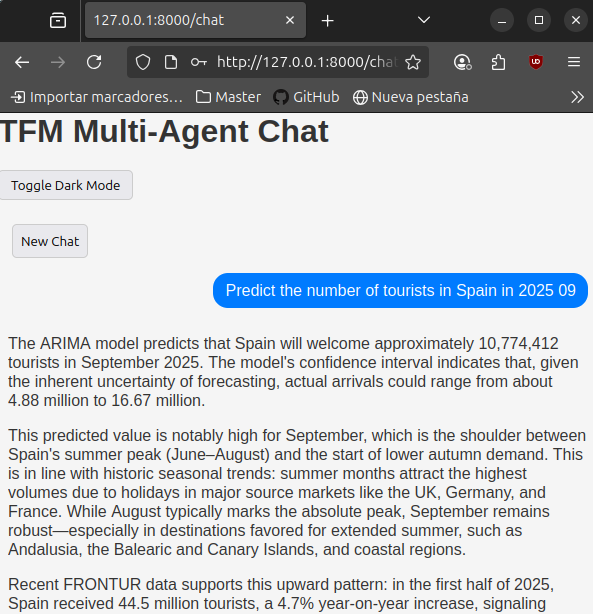 127.0.0.1:8000/chat
http://127.0.0.1:8000/chat
Importar marcadores… Master GitHub Nueva pestaña
TFM Multi-Agent Chat
Toggle Dark Mode
New Chat
Predict the number of tourists in Spain in 2025 09
The ARIMA model predicts that Spain will welcome approximately 10,774,412
tourists in September 2025. The model's confidence interval indicates that, given
the inherent uncertainty of forecasting, actual arrivals could range from about
4.88 million to 16.67 million.
This predicted value is notably high for September, which is the shoulder between
Spain's summer peak (June–August) and the start of lower autumn demand. This
is in line with historic seasonal trends: summer months attract the highest
volumes due to holidays in major source markets like the UK, Germany, and
France. While August typically marks the absolute peak, September remains
robust—especially in destinations favored for extended summer, such as
Andalusia, the Balearic and Canary Islands, and coastal regions.
Recent FRONTUR data supports this upward pattern: in the first half of 2025,
Spain received 44.5 million tourists, a 4.7% year-on-year increase, signaling